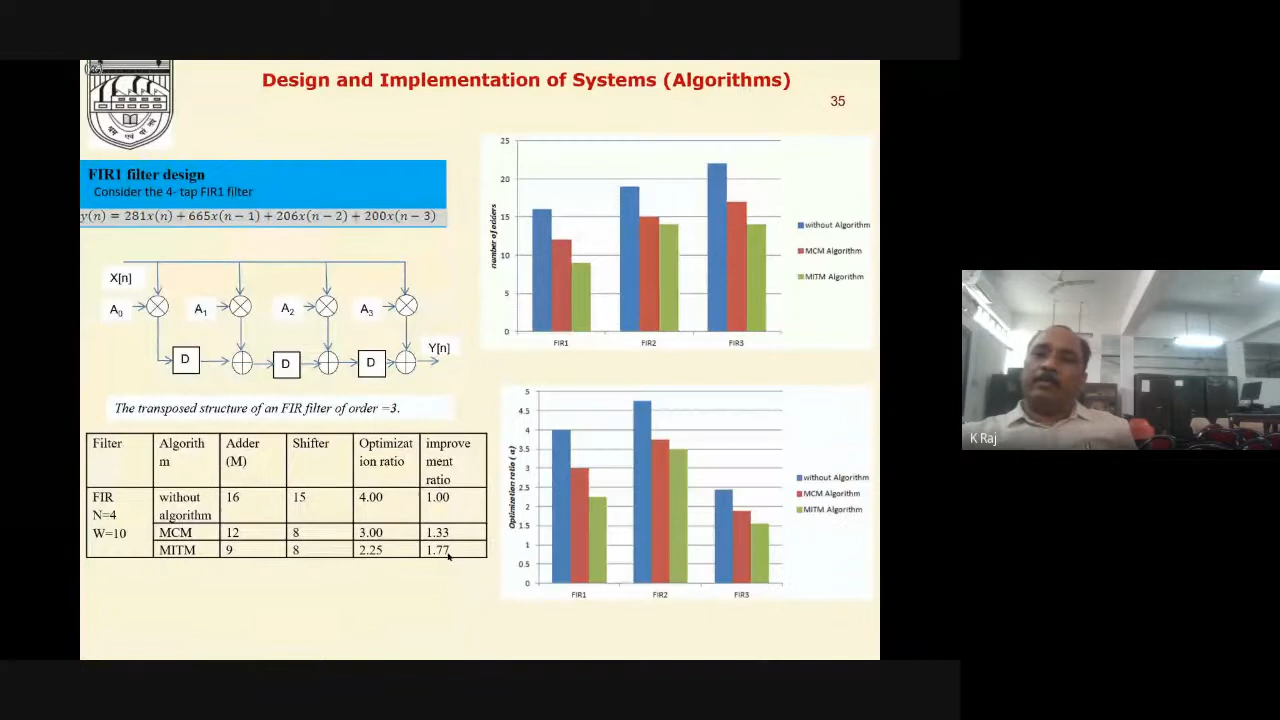 Design and Implementation of Systems (Algorithms)
35
FIR1 filter design
Consider the 4- tap FIR1 filter
y(n) = 281x(n) + 665x(n − 1) + 206x(n − 2) + 200x(n − 3)
X[n]
A0
A1
A2
A3
D
D
D
Y[n]
The transposed structure of an FIR filter of order =3.
Filter Algorith Adder Shifter Optimizat improve
m (M) ion ratio ment
ratio
FIR without 16 15 4.00 1.00
N=4 algorithm
W=10 MCM 12 8 3.00 1.33
MITM 9 8 2.25 1.77
25
20
15
10
5
0
number of adders
FIR1 FIR2 FIR3
without Algorithm
MCM Algorithm
MITM Algorithm
5
4.5
4
3.5
3
2.5
2
1.5
1
0.5
0
Optimization ratio (α)
FIR1 FIR2 FIR3
without Algorithm
MCM Algorithm
MITM Algorithm
K Raj